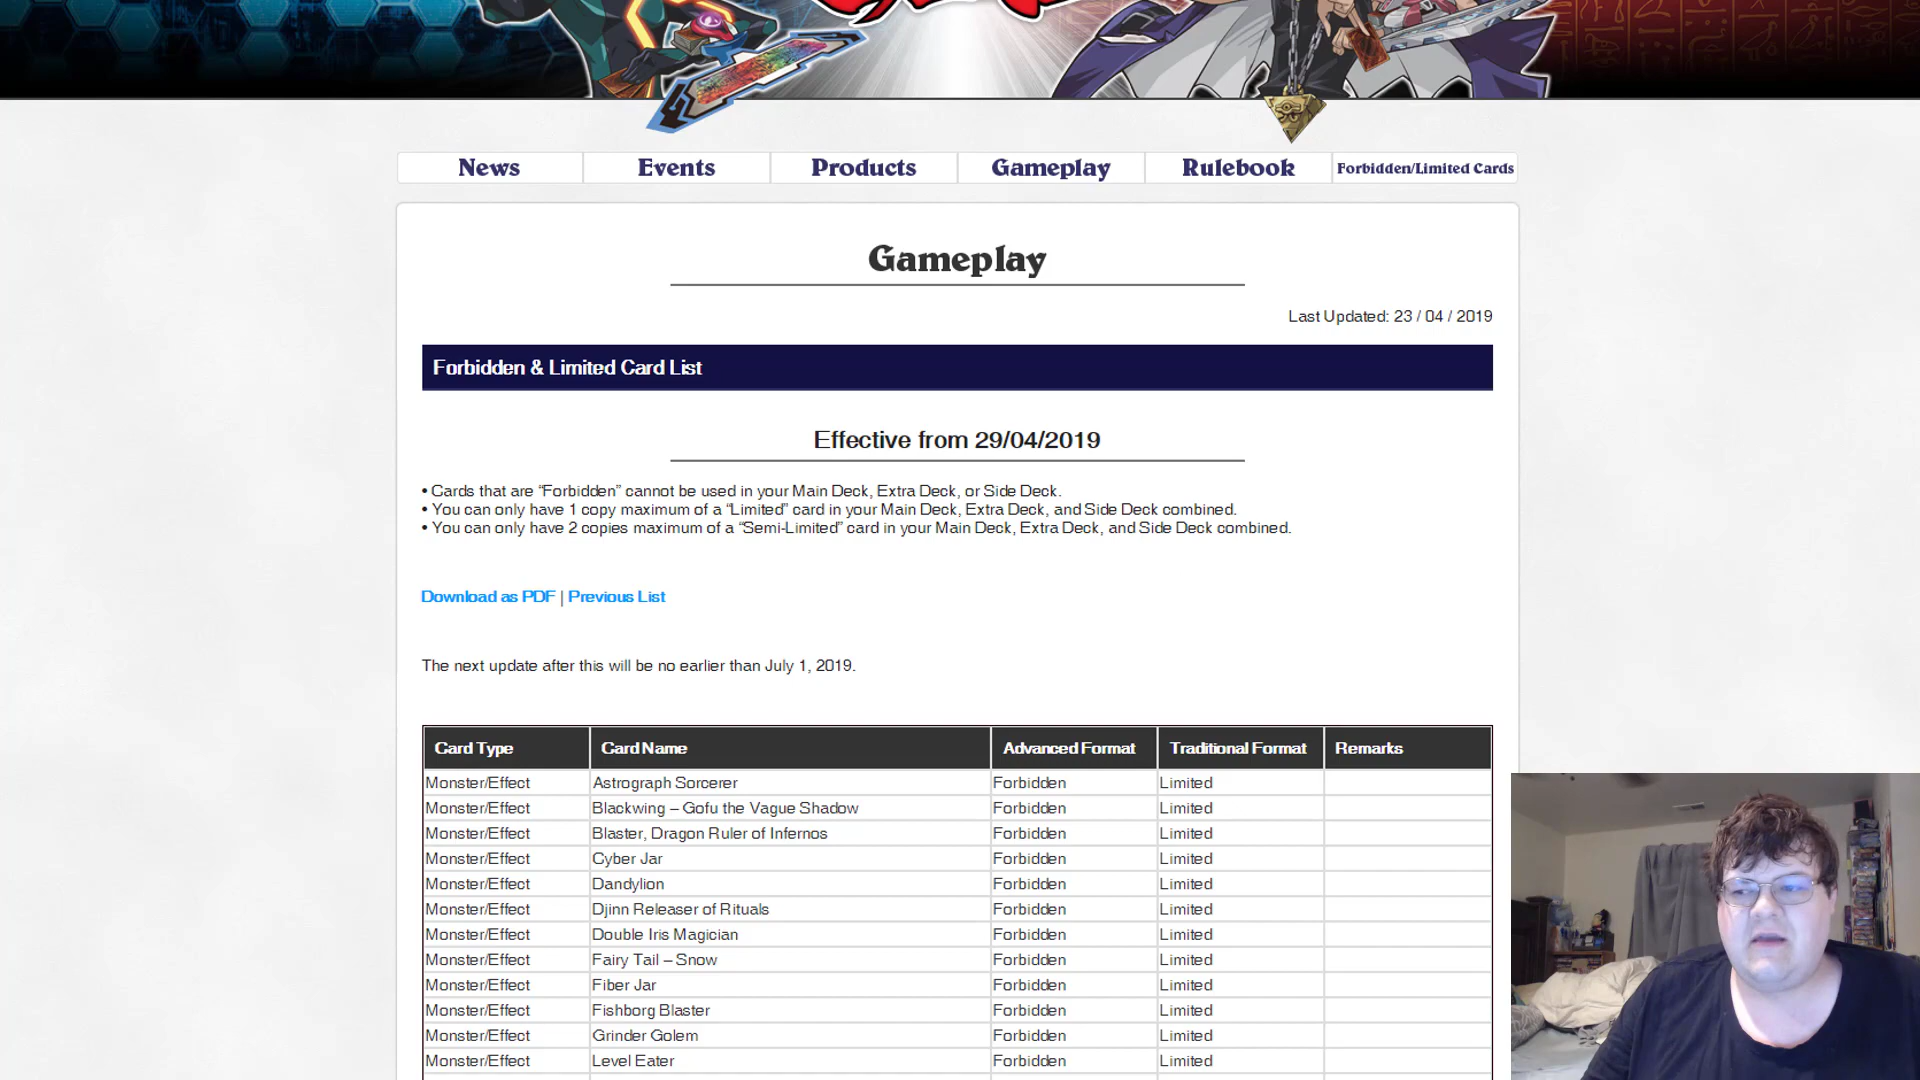 News Events Products Gameplay Rulebook Forbidden/Limited Cards
Gameplay
Last Updated: 23 / 04 / 2019
Forbidden & Limited Card List
Effective from 29/04/2019
• Cards that are “Forbidden” cannot be used in your Main Deck, Extra Deck, or Side Deck.
• You can only have 1 copy maximum of a “Limited” card in your Main Deck, Extra Deck, and Side Deck combined.
• You can only have 2 copies maximum of a “Semi-Limited” card in your Main Deck, Extra Deck, and Side Deck combined.
Download as PDF | Previous List
The next update after this will be no earlier than July 1, 2019.
Card Type Card Name Advanced Format Traditional Format Remarks
Monster/Effect Astrograph Sorcerer Forbidden Limited
Monster/Effect Blackwing – Gofu the Vague Shadow Forbidden Limited
Monster/Effect Blaster, Dragon Ruler of Infernos Forbidden Limited
Monster/Effect Cyber Jar Forbidden Limited
Monster/Effect Dandylion Forbidden Limited
Monster/Effect Djinn Releaser of Rituals Forbidden Limited
Monster/Effect Double Iris Magician Forbidden Limited
Monster/Effect Fairy Tail – Snow Forbidden Limited
Monster/Effect Fiber Jar Forbidden Limited
Monster/Effect Fishborg Blaster Forbidden Limited
Monster/Effect Grinder Golem Forbidden Limited
Monster/Effect Level Eater Forbidden Limited